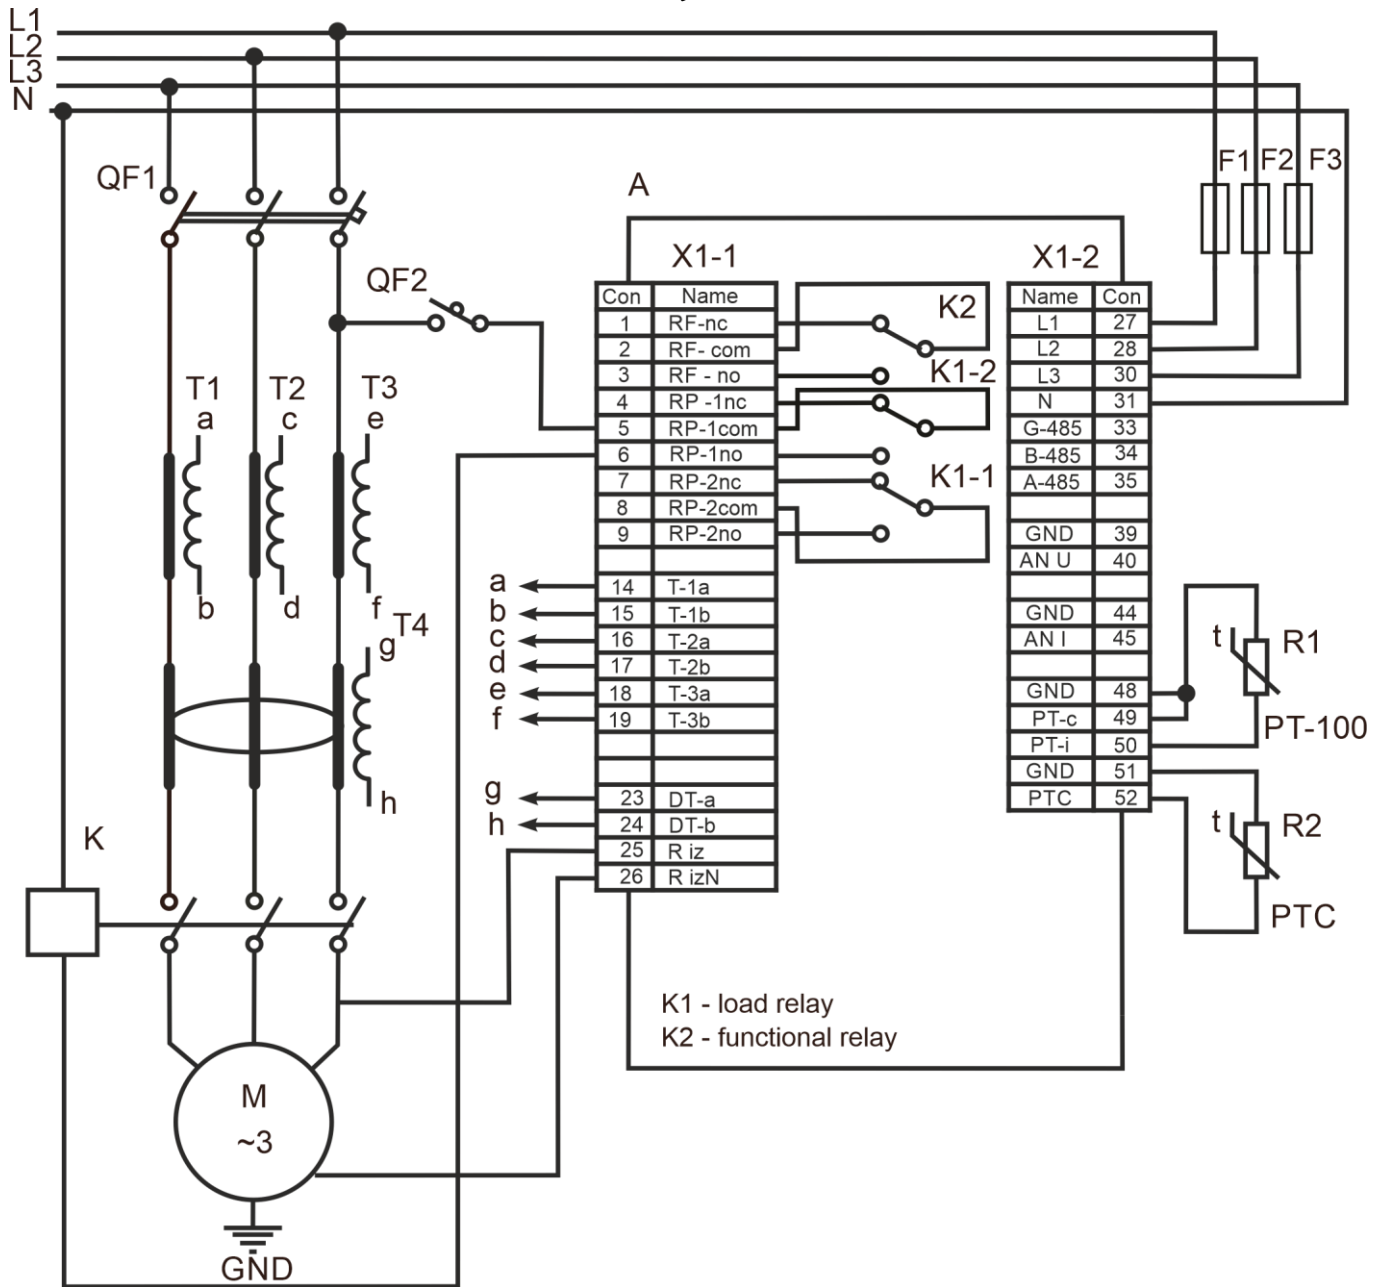 L1
L2
L3
N
QF1
QF2
T1
a
b
T2
c
d
T3
e
f
T4
g
h
K
M
~3
GND
A
X1-1
Con Name
1 RF-nc
2 RF- com
3 RF - no
4 RP -1nc
5 RP-1com
6 RP-1no
7 RP-2nc
8 RP-2com
9 RP-2no
a 14 T-1a
b 15 T-1b
c 16 T-2a
d 17 T-2b
e 18 T-3a
f 19 T-3b
g 23 DT-a
h 24 DT-b
25 R iz
26 R izN
K2
K1-2
K1-1
K1 - load relay
K2 - functional relay
X1-2
Name Con
L1 27
L2 28
L3 30
N 31
G-485 33
B-485 34
A-485 35
GND 39
AN U 40
GND 44
AN I 45
GND 48
PT-c 49
PT-i 50
GND 51
PTC 52
F1 F2 F3
t R1
PT-100
t R2
PTC